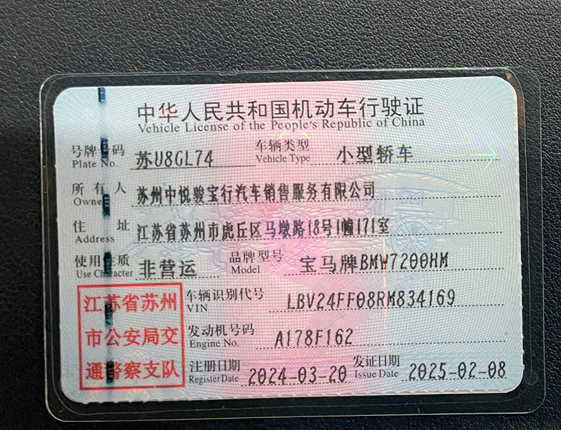 中华人民共和国机动车行驶证
Vehicle License of the People's Republic of China
号牌号码 苏U8GL74 车辆类型 小型轿车
Plate No. Vehicle Type
所有人 苏州中悦骏宝行汽车销售服务有限公司
Owner
住址 江苏省苏州市虎丘区马墩路18号1幢171室
Address
使用性质 非营运 品牌型号 宝马牌BMW7200HM
Use Character Model
江苏省苏州
市公安局交
通警察支队
车辆识别代号 LBV24FF08RM834169
VIN
发动机号码 A178F162
Engine No.
注册日期 2024-03-20 发证日期 2025-02-08
Register Date Issue Date